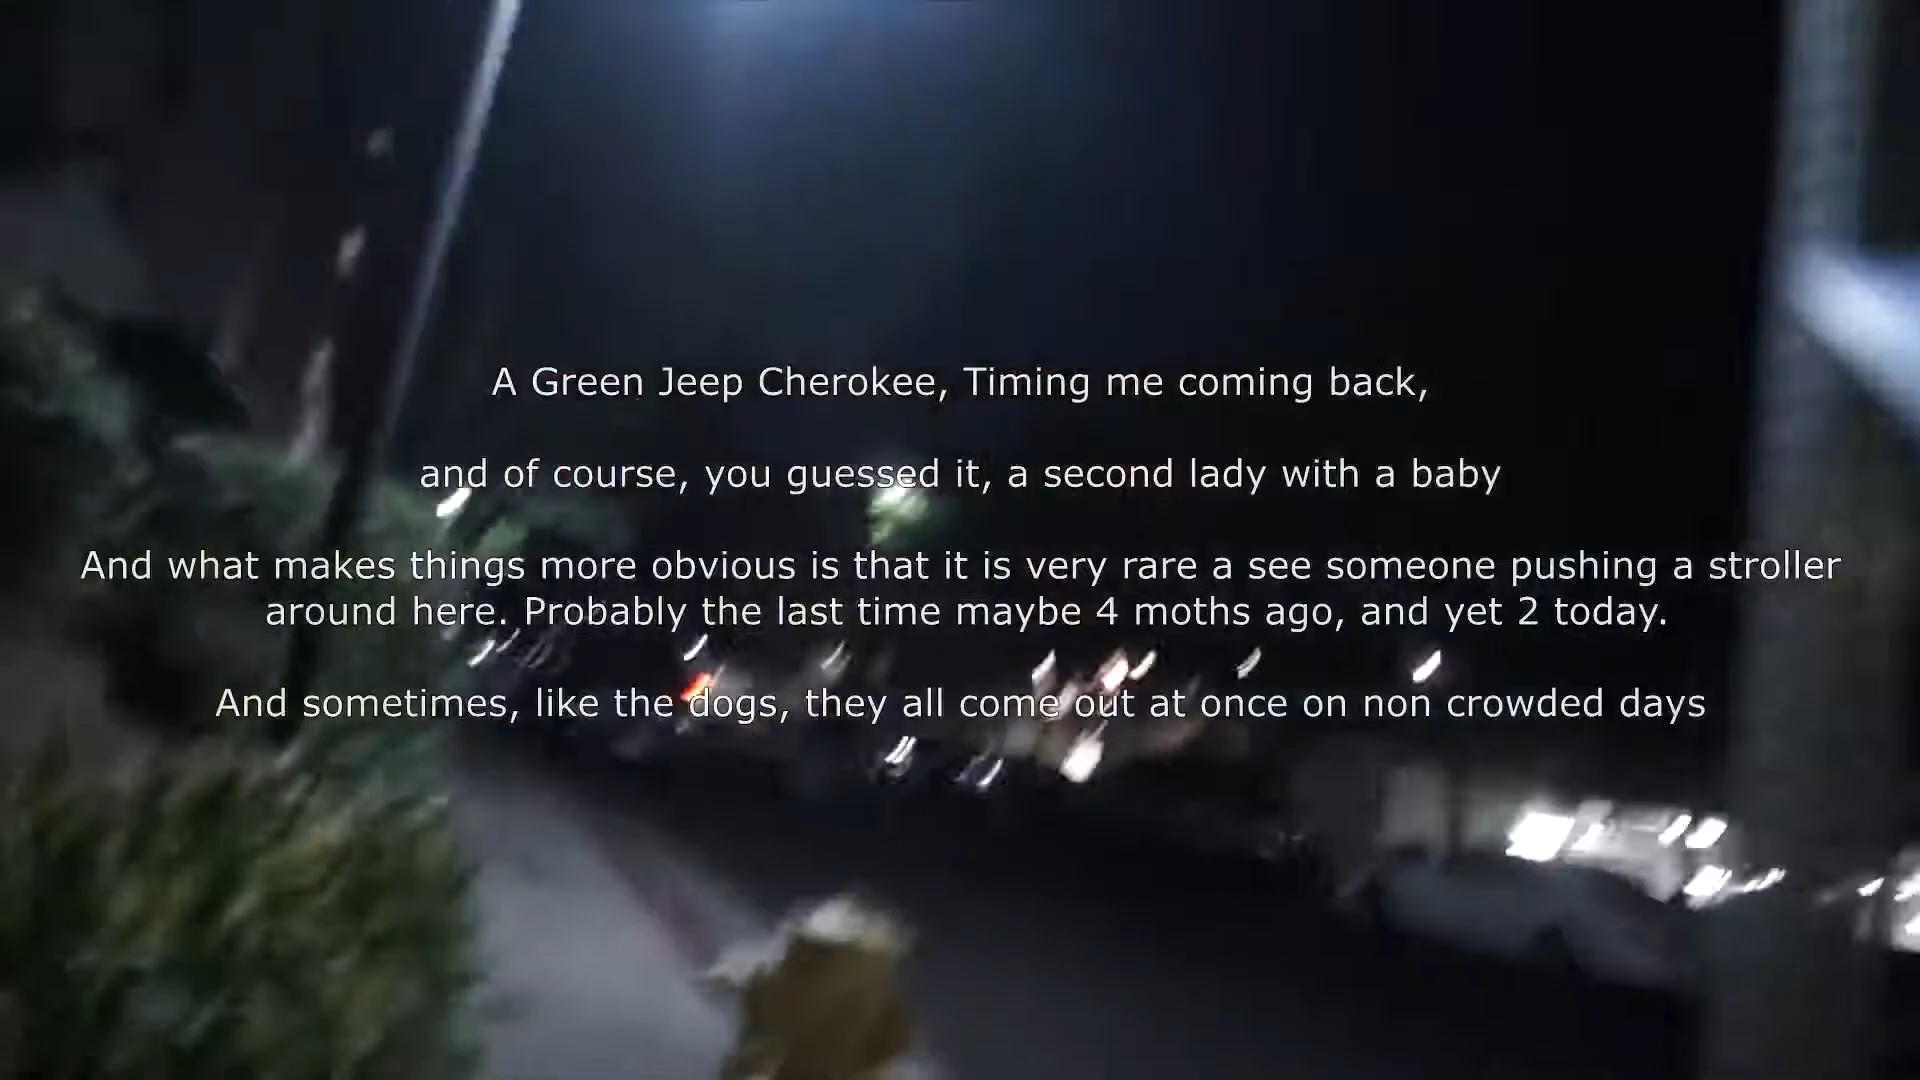 A Green Jeep Cherokee, Timing me coming back,
and of course, you guessed it, a second lady with a baby
And what makes things more obvious is that it is very rare a see someone pushing a stroller
around here. Probably the last time maybe 4 moths ago, and yet 2 today.
And sometimes, like the dogs, they all come out at once on non crowded days